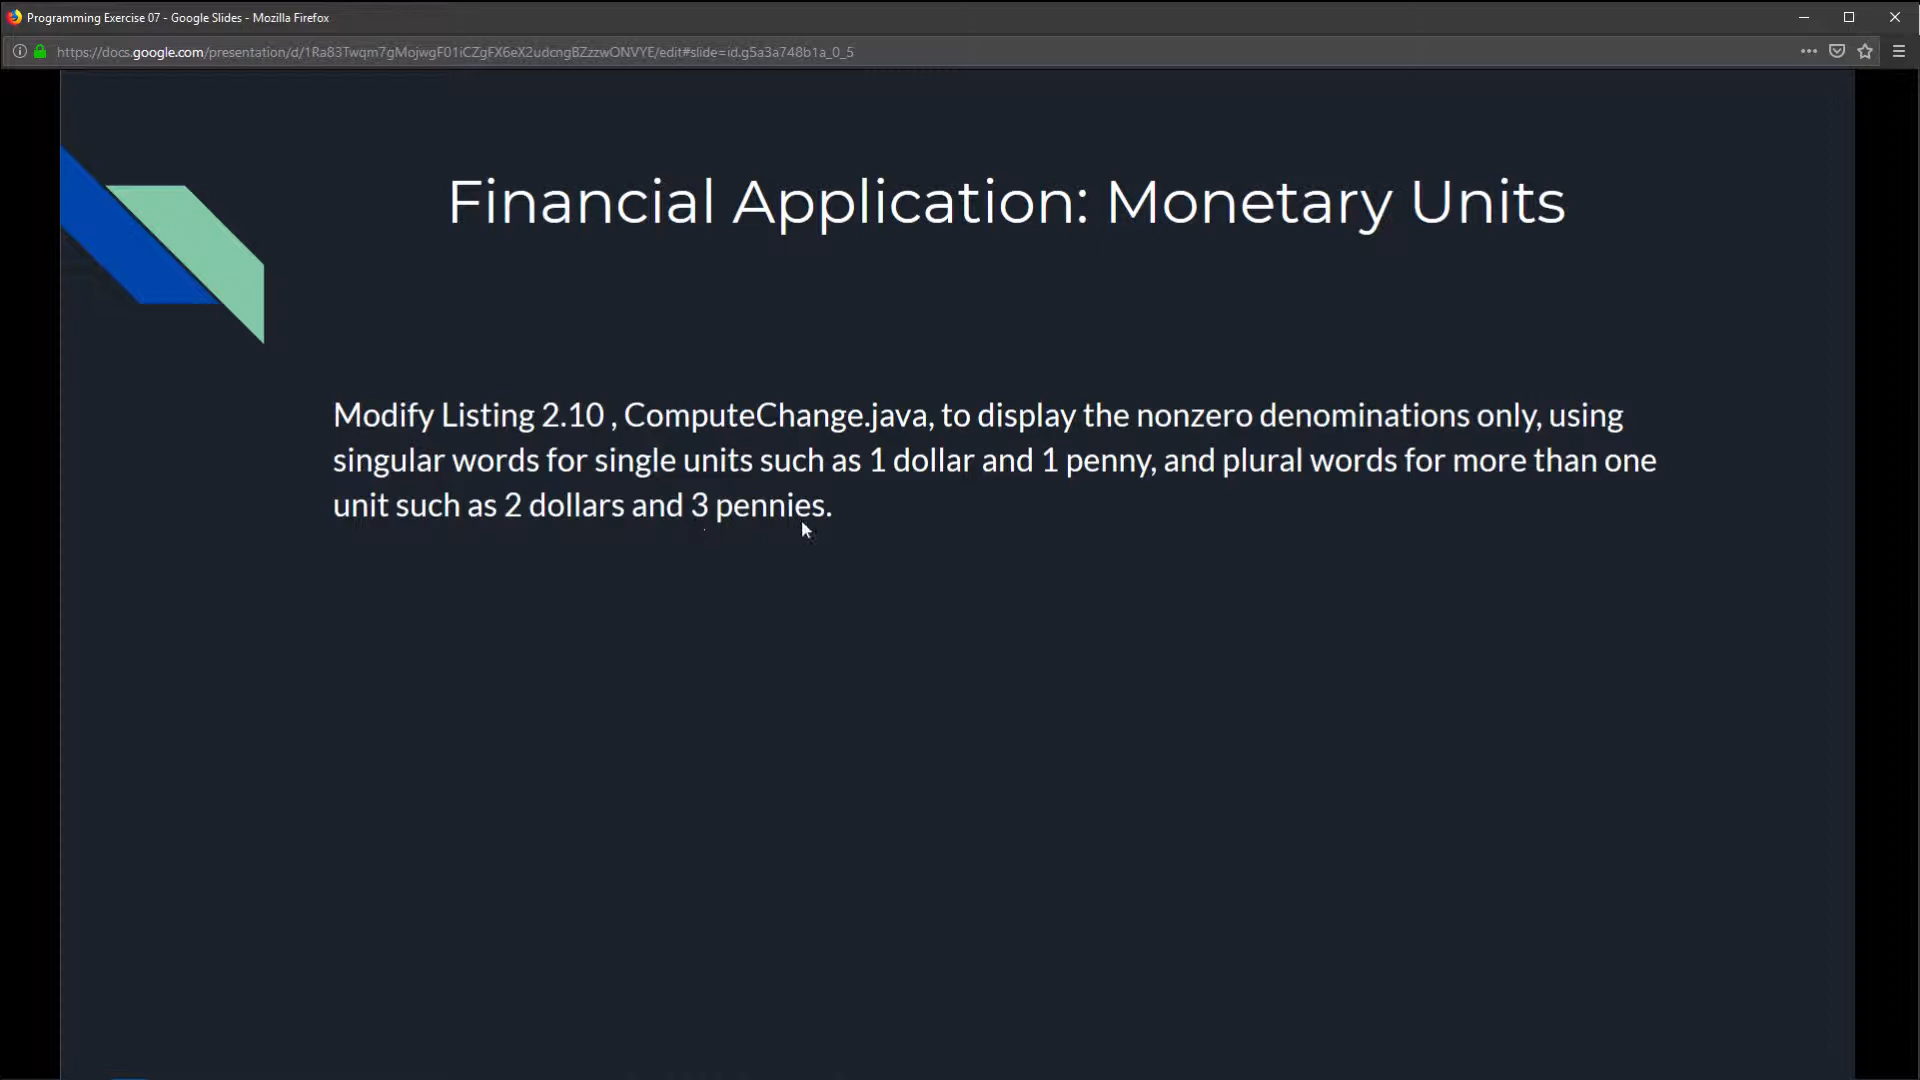 Programming Exercise 07 - Google Slides - Mozilla Firefox
https://docs.google.com/presentation/d/1Ra83Twqm7gMojwgF01iCZgFX6eX2udcngBZzzwONVYE/edit#slide=id.g5a3a748b1a_0_5
Financial Application: Monetary Units
Modify Listing 2.10 , ComputeChange.java, to display the nonzero denominations only, using
singular words for single units such as 1 dollar and 1 penny, and plural words for more than one
unit such as 2 dollars and 3 pennies.